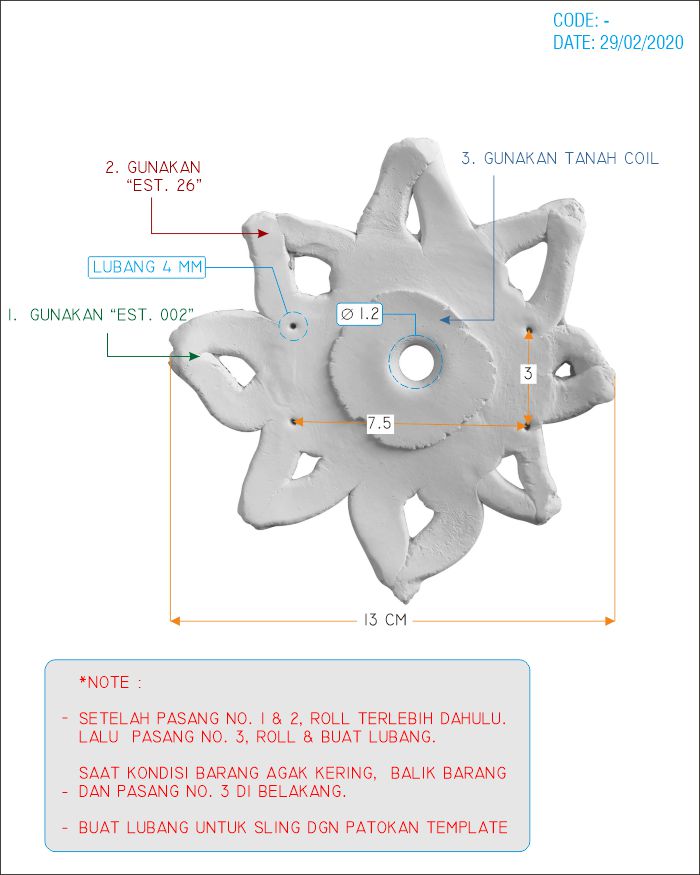 CODE: -
DATE: 29/02/2020
2. GUNAKAN
“EST. 26”
3. GUNAKAN TANAH COIL
LUBANG 4 MM
Ø 1.2
1. GUNAKAN “EST. 002”
3
7.5
13 CM
*NOTE :
- SETELAH PASANG NO. 1 & 2, ROLL TERLEBIH DAHULU.
LALU PASANG NO. 3, ROLL & BUAT LUBANG.
SAAT KONDISI BARANG AGAK KERING, BALIK BARANG
- DAN PASANG NO. 3 DI BELAKANG.
- BUAT LUBANG UNTUK SLING DGN PATOKAN TEMPLATE